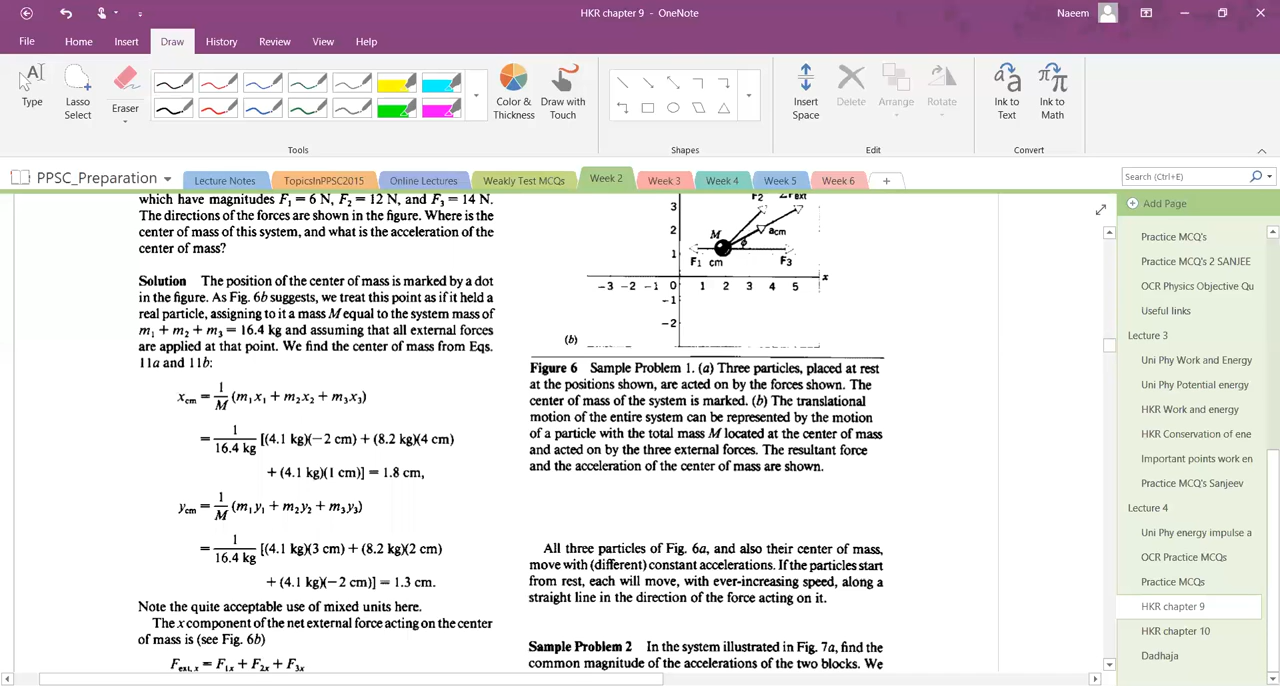 HKR chapter 9 - OneNote
Naeem
File Home Insert Draw History Review View Help
Type
Lasso Select
Eraser
Color & Thickness
Draw with Touch
Insert Space
Delete
Arrange
Rotate
Ink to Text
Ink to Math
Tools
Shapes
Edit
Convert
PPSC_Preparation
Lecture Notes
TopicsInPPSC2015
Online Lectures
Weakly Test MCQs
Week 2
Week 3
Week 4
Week 5
Week 6
+
Search (Ctrl+E)
which have magnitudes F₁ = 6 N, F₂ = 12 N, and F₃ = 14 N.
The directions of the forces are shown in the figure. Where is the
center of mass of this system, and what is the acceleration of the
center of mass?
Solution The position of the center of mass is marked by a dot
in the figure. As Fig. 6b suggests, we treat this point as if it held a
real particle, assigning to it a mass M equal to the system mass of
m₁ + m₂ + m₃ = 16.4 kg and assuming that all external forces
are applied at that point. We find the center of mass from Eqs.
11a and 11b:
xcm = 1/M (m₁x₁ + m₂x₂ + m₃x₃)
= 1/16.4 kg [(4.1 kg)(−2 cm) + (8.2 kg)(4 cm)
+ (4.1 kg)(1 cm)] = 1.8 cm,
ycm = 1/M (m₁y₁ + m₂y₂ + m₃y₃)
= 1/16.4 kg [(4.1 kg)(3 cm) + (8.2 kg)(2 cm)
+ (4.1 kg)(−2 cm)] = 1.3 cm.
Note the quite acceptable use of mixed units here.
The x component of the net external force acting on the center
of mass is (see Fig. 6b)
Fext, x = F1x + F2x + F3x
3
F₂ ΣFext
2
M
acm
1
ϕ
F₁ cm F₃
x
−3 −2 −1 0 1 2 3 4 5
−1
−2
(b)
Figure 6 Sample Problem 1. (a) Three particles, placed at rest
at the positions shown, are acted on by the forces shown. The
center of mass of the system is marked. (b) The translational
motion of the entire system can be represented by the motion
of a particle with the total mass M located at the center of mass
and acted on by the three external forces. The resultant force
and the acceleration of the center of mass are shown.
All three particles of Fig. 6a, and also their center of mass,
move with (different) constant accelerations. If the particles start
from rest, each will move, with ever-increasing speed, along a
straight line in the direction of the force acting on it.
Sample Problem 2 In the system illustrated in Fig. 7a, find the
common magnitude of the accelerations of the two blocks. We
Add Page
Practice MCQ's
Practice MCQ's 2 SANJEE
OCR Physics Objective Qu
Useful links
Lecture 3
Uni Phy Work and Energy
Uni Phy Potential energy
HKR Work and energy
HKR Conservation of ene
Important points work en
Practice MCQ's Sanjeev
Lecture 4
Uni Phy energy impulse a
OCR Practice MCQs
Practice MCQs
HKR chapter 9
HKR chapter 10
Dadhaja